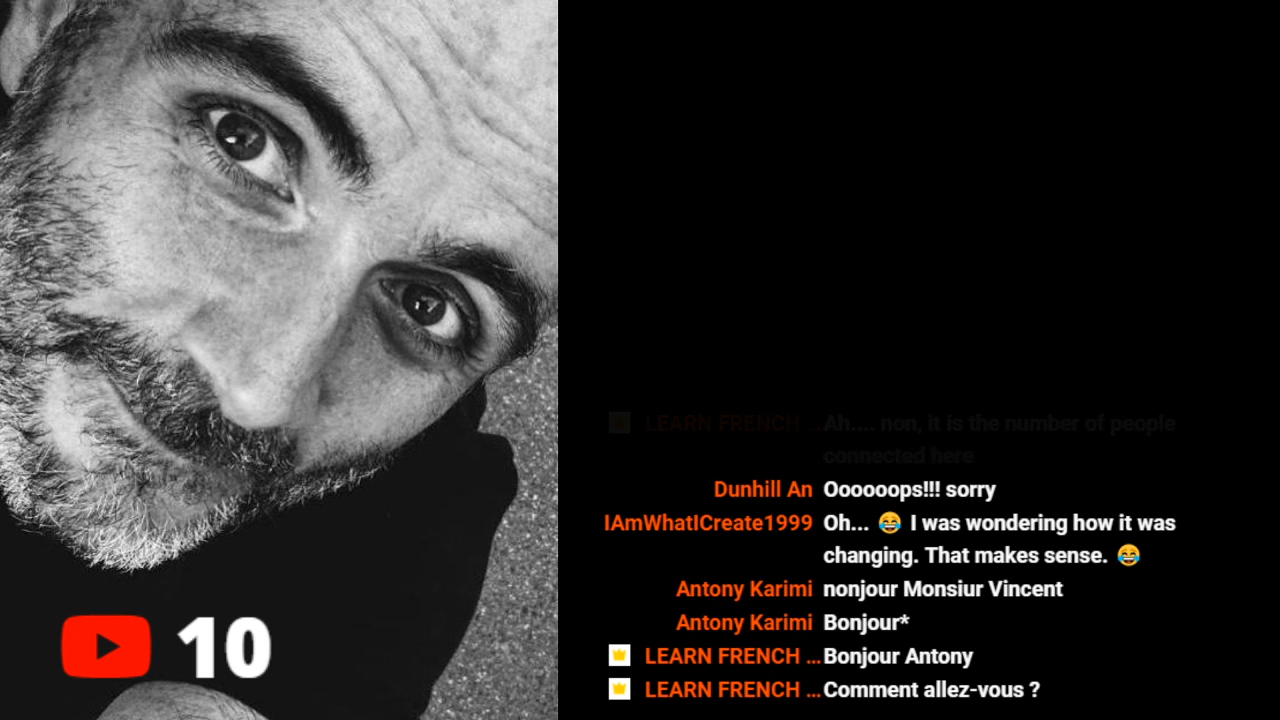 LEARN FRENCH ... Ah.... non, it is the number of people
connected here
Dunhill An Oooooops!!! sorry
IAmWhatICreate1999 Oh... 😂 I was wondering how it was
changing. That makes sense. 😂
Antony Karimi nonjour Monsiur Vincent
Antony Karimi Bonjour*
LEARN FRENCH ... Bonjour Antony
LEARN FRENCH ... Comment allez-vous ?
10